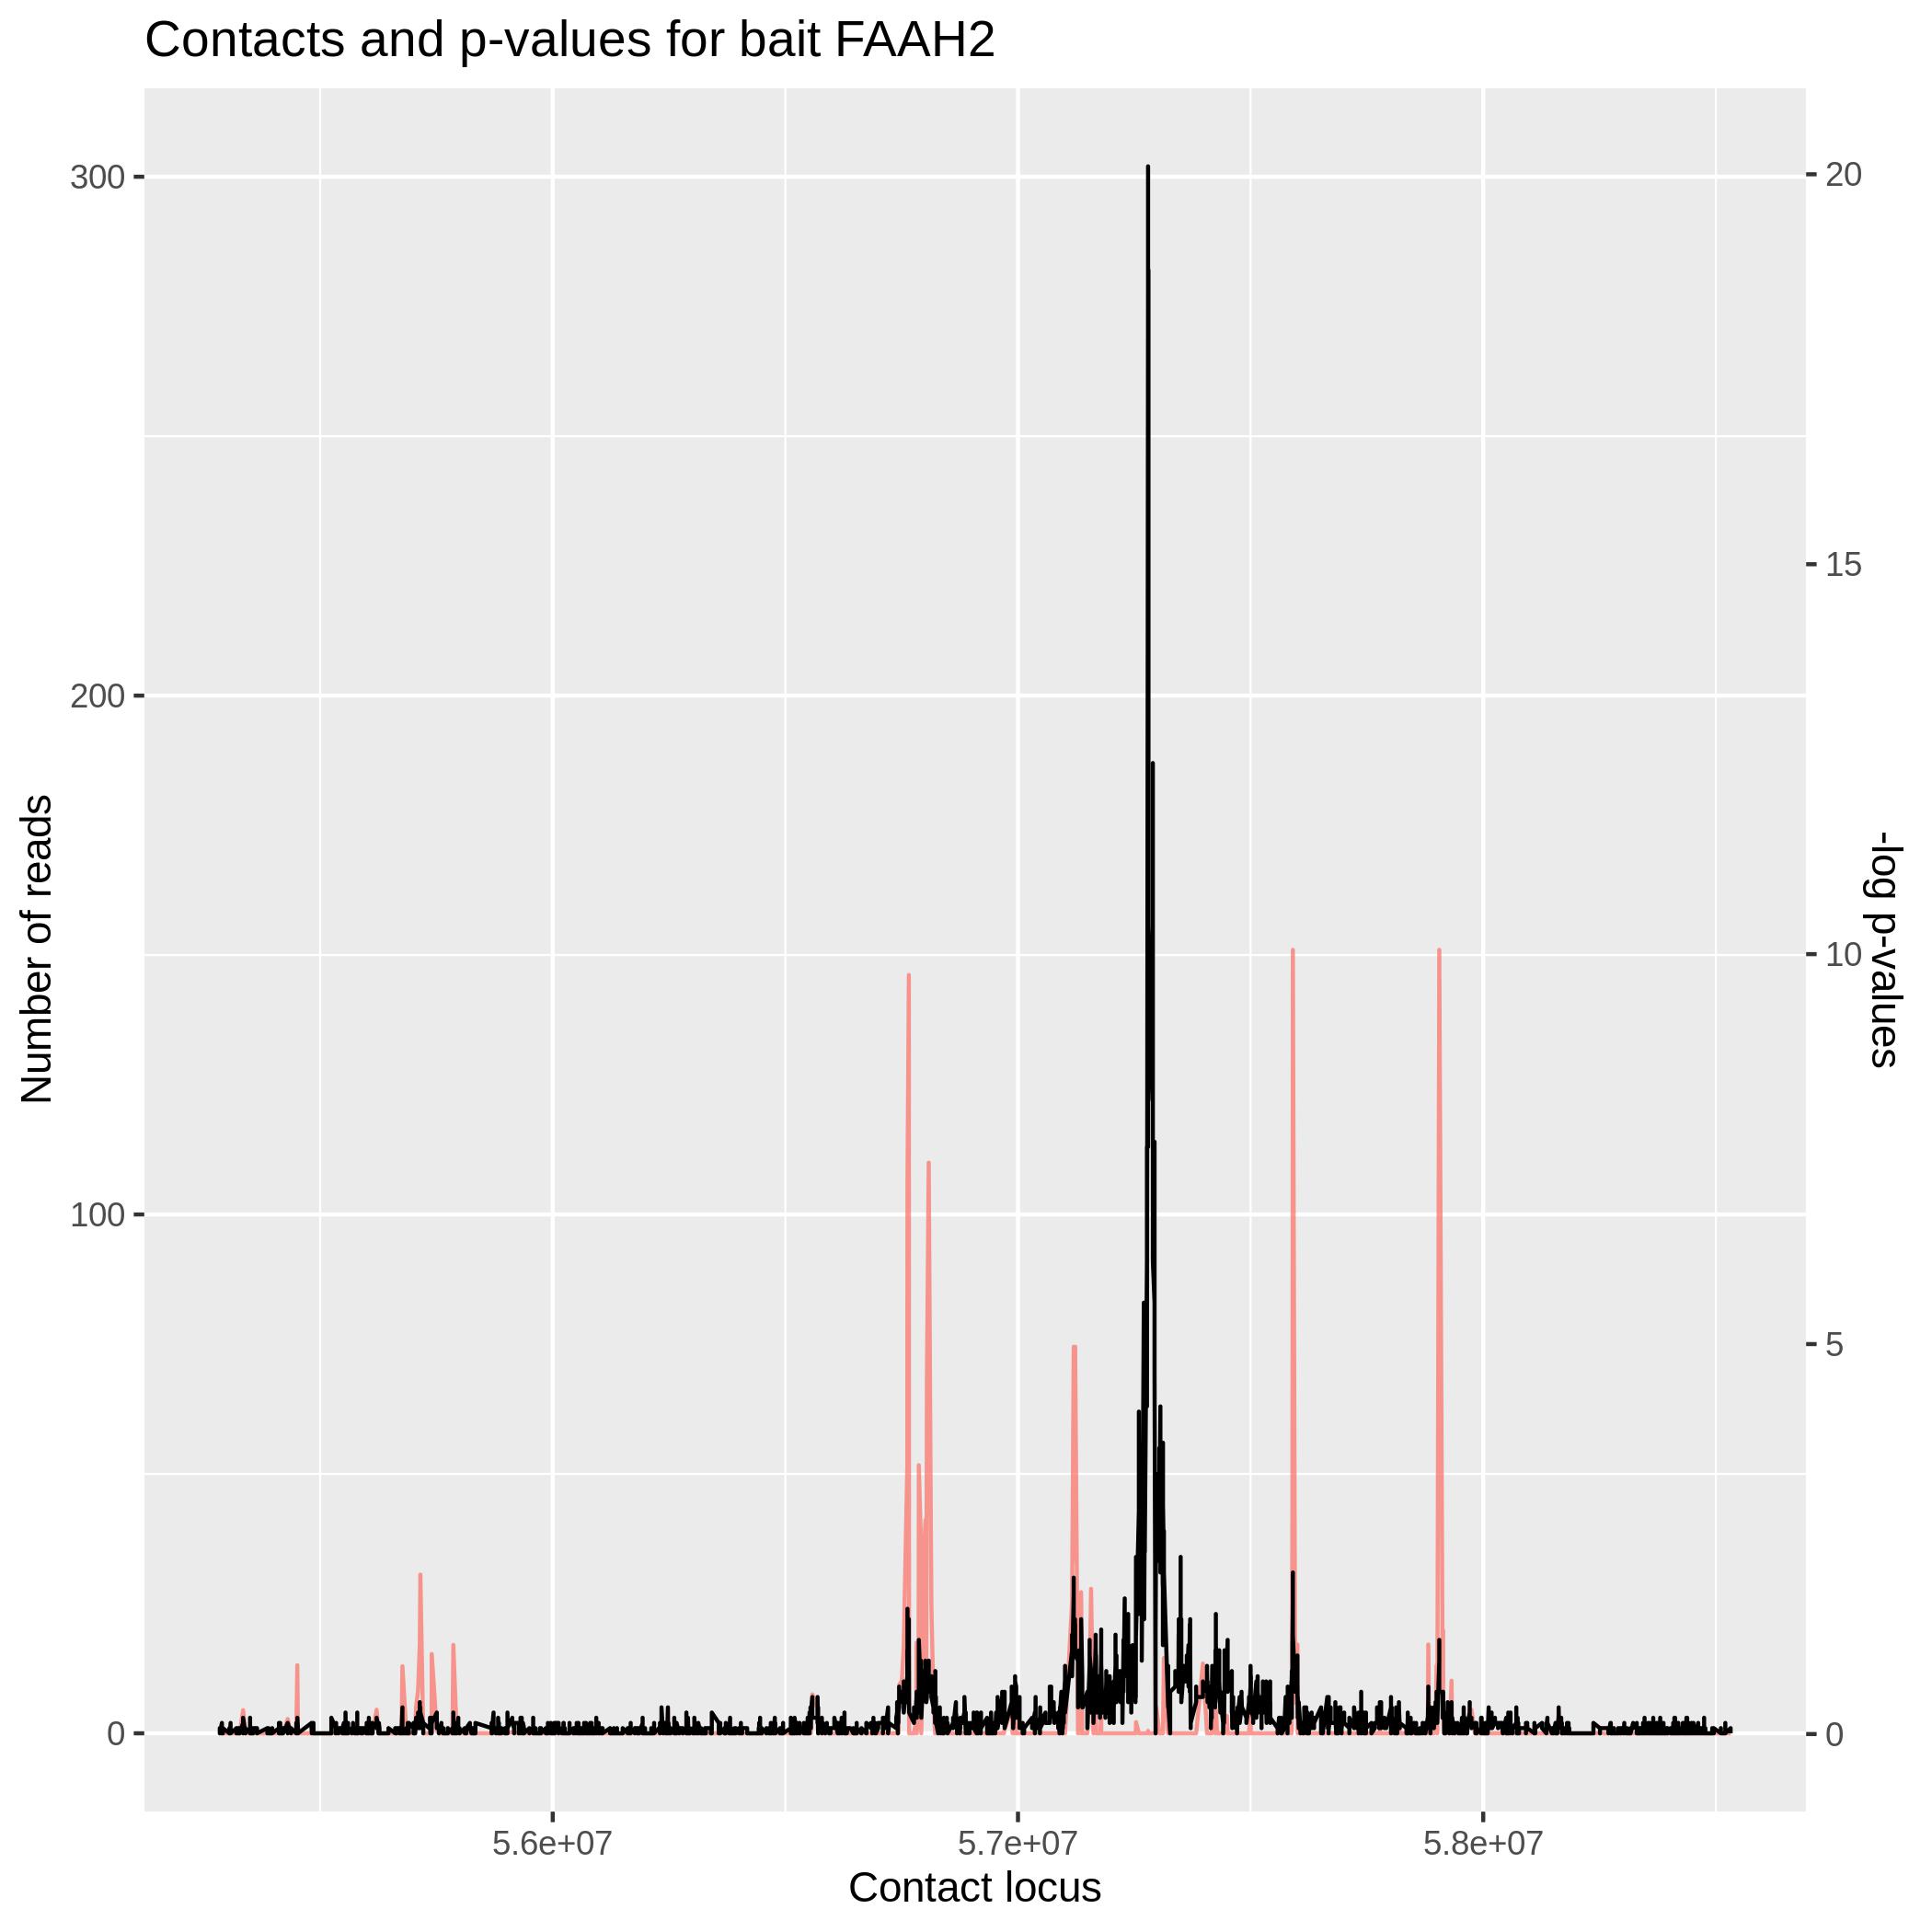 Contacts and p-values for bait FAAH2
300
200
100
0
Number of reads
20
15
10
5
0
-log p-values
5.6e+07
5.7e+07
5.8e+07
Contact locus